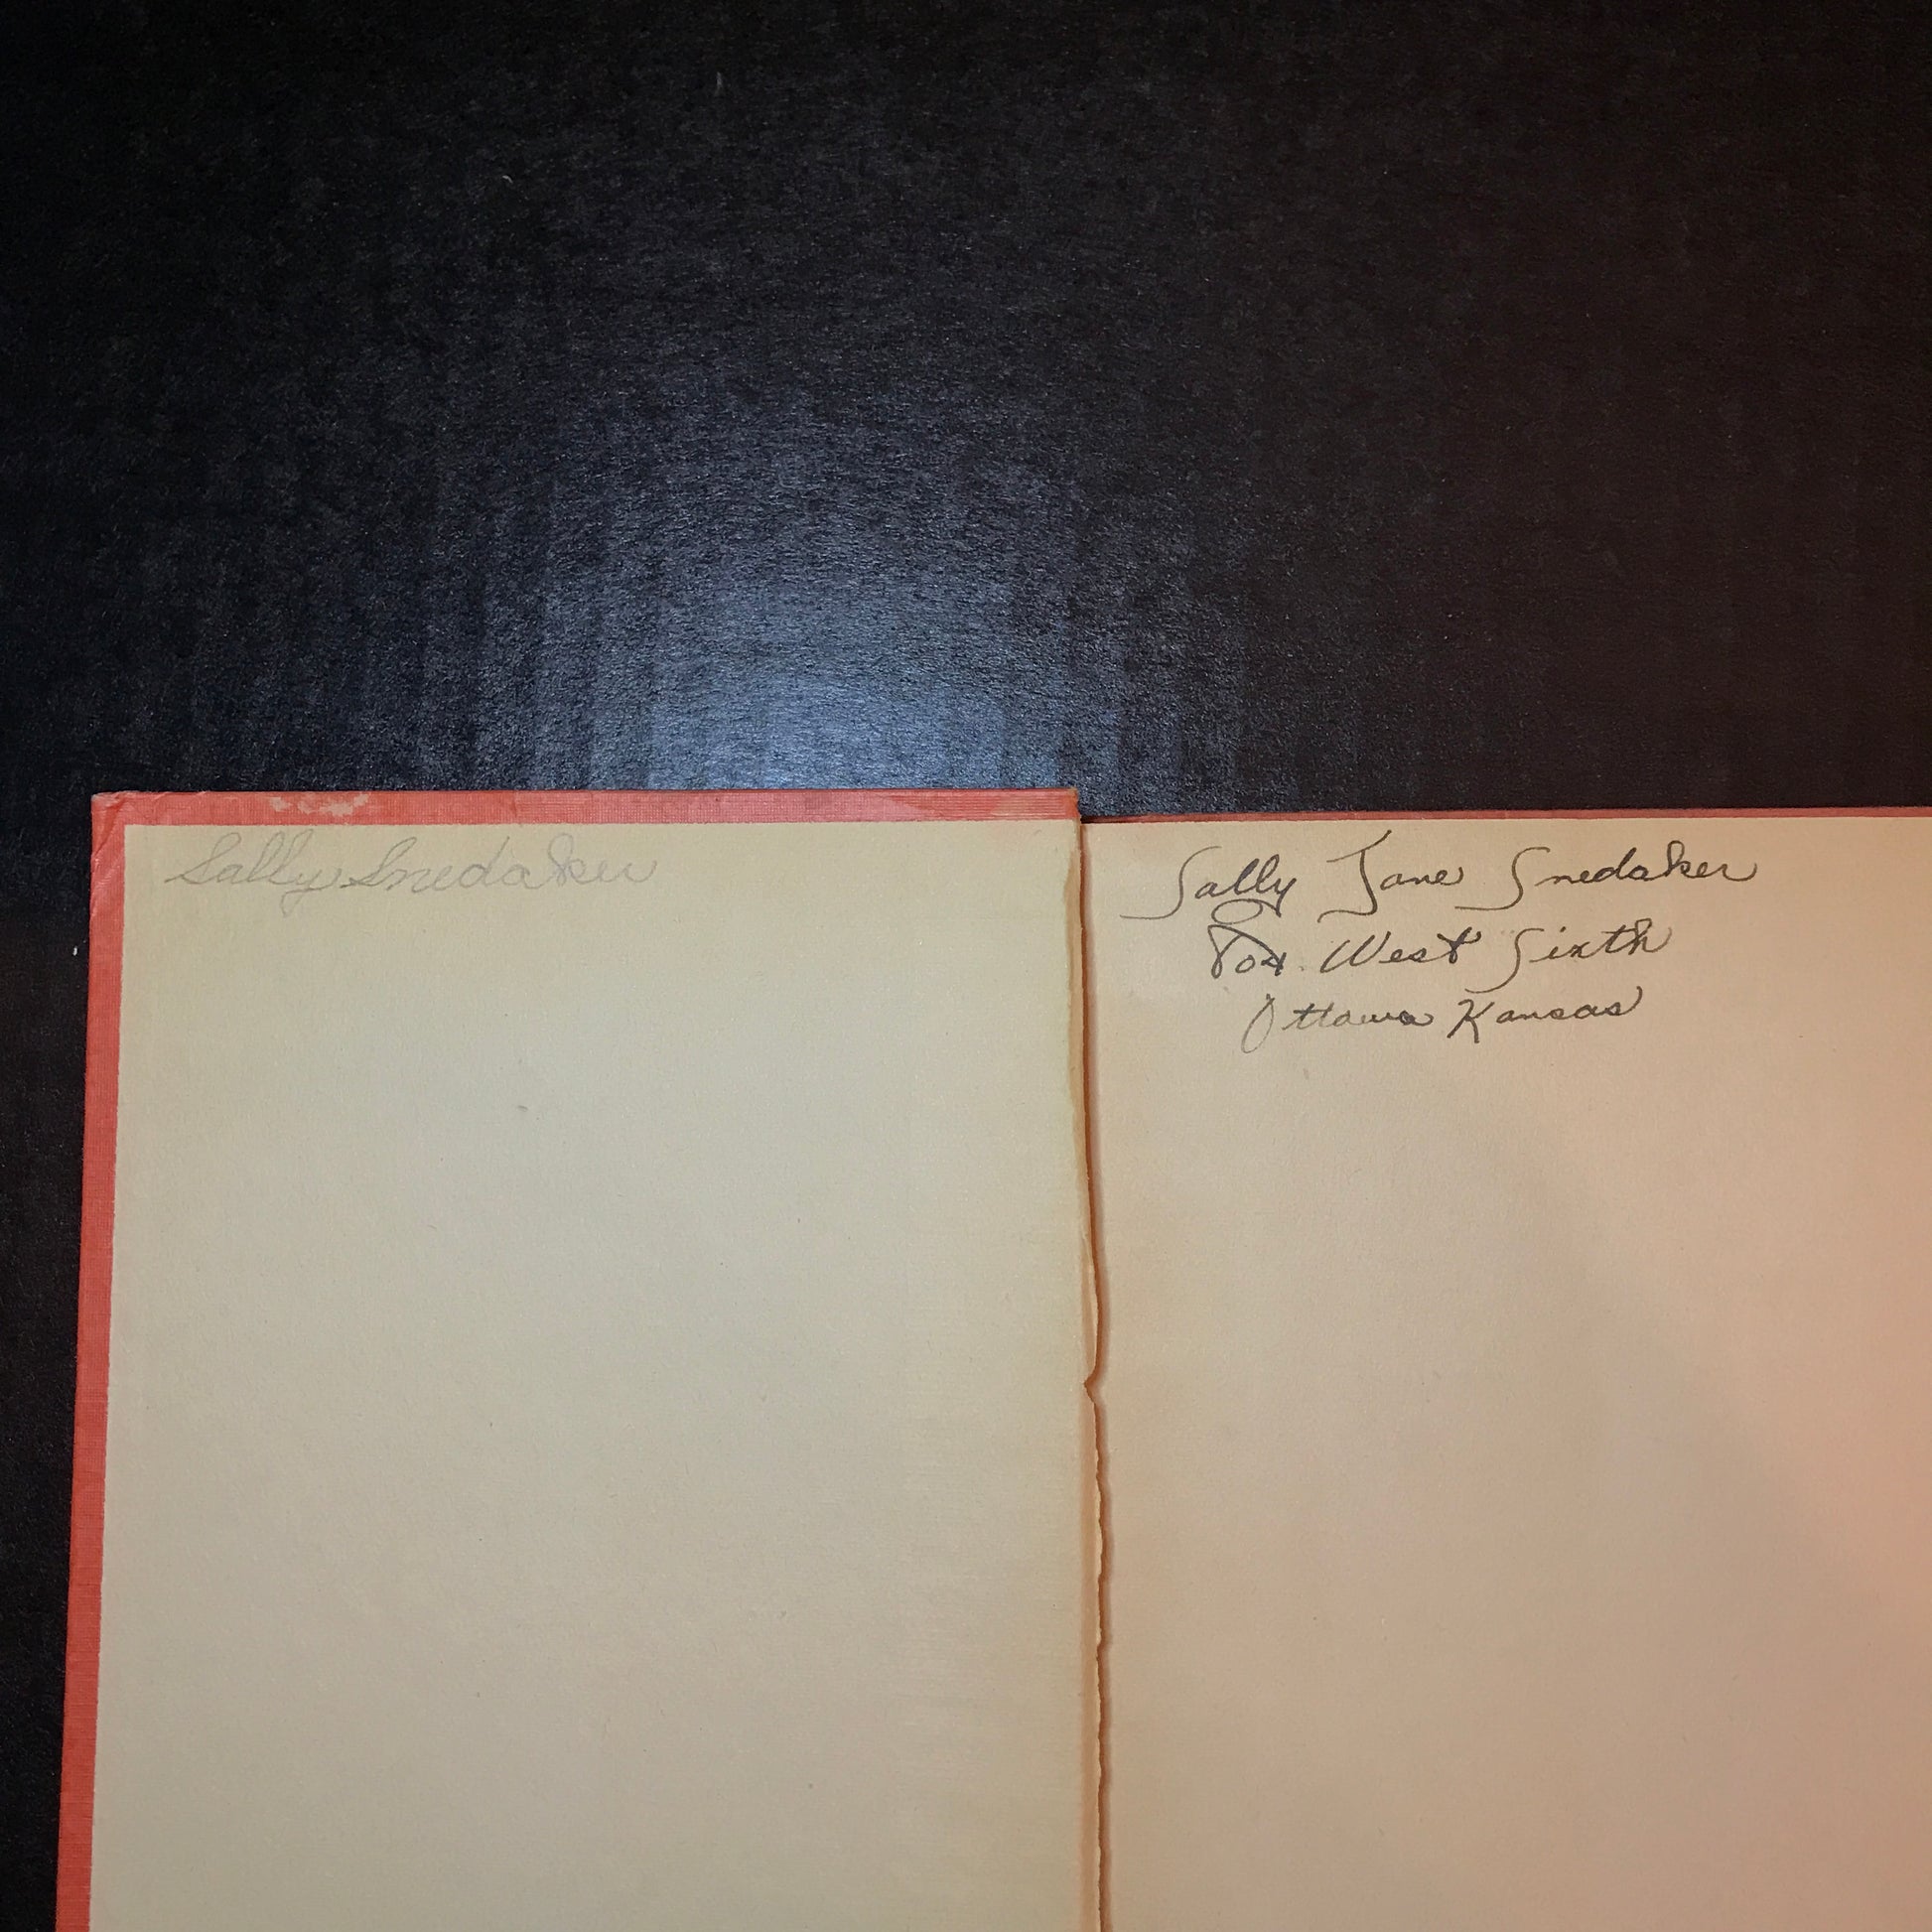 Sally Snedaker
Sally Jane Snedaker
804 West Sixth
Ottawa Kansas